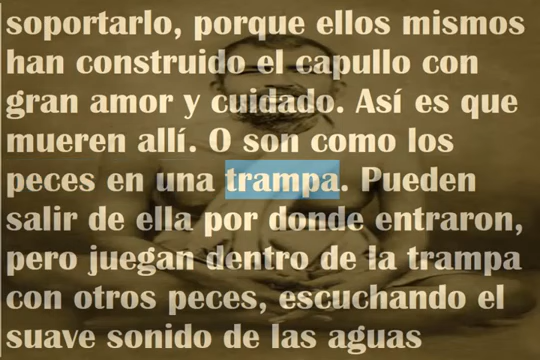 soportarlo, porque ellos mismos
han construido el capullo con
gran amor y cuidado. Así es que
mueren allí. O son como los
peces en una trampa. Pueden
salir de ella por donde entraron,
pero juegan dentro de la trampa
con otros peces, escuchando el
suave sonido de las aguas